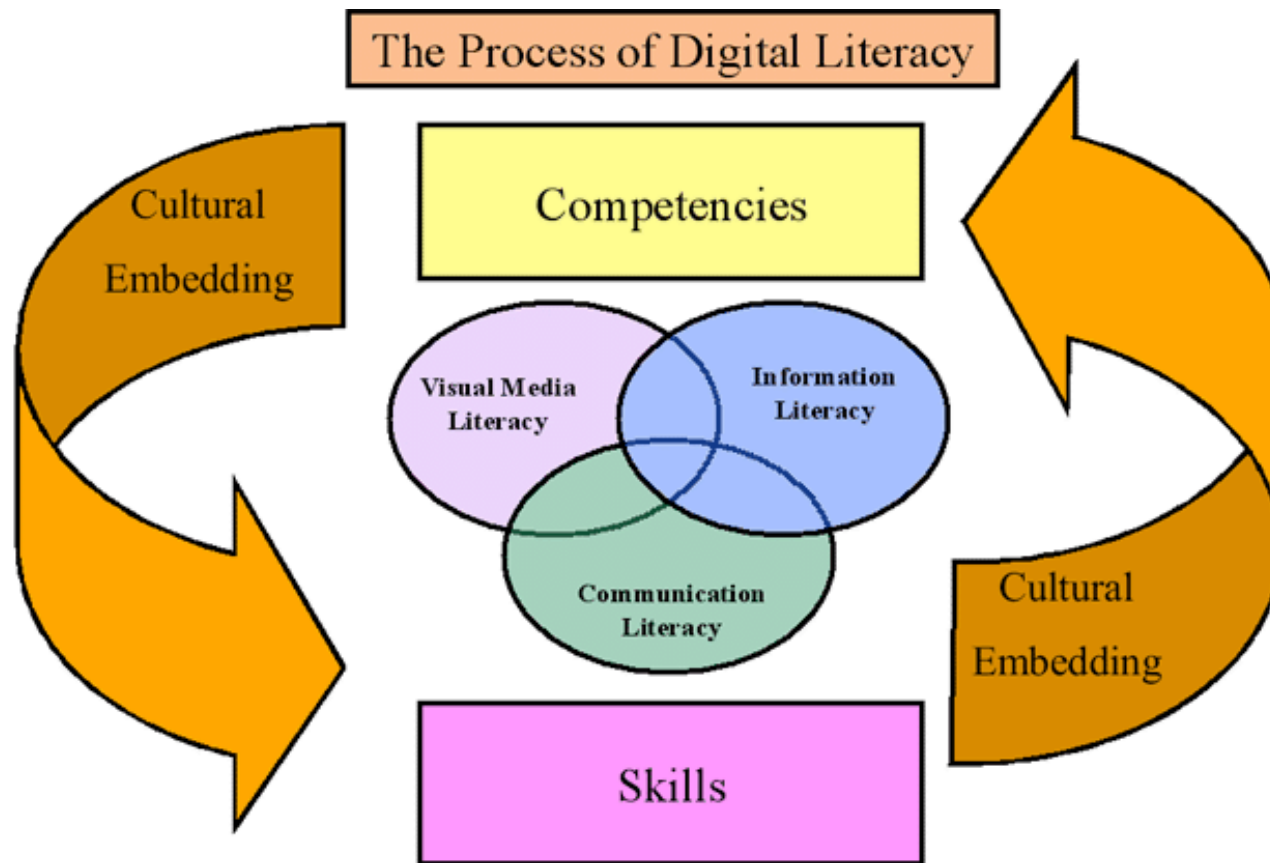 The Process of Digital Literacy
Cultural
Embedding
Competencies
Visual Media
Literacy
Information
Literacy
Communication
Literacy
Cultural
Embedding
Skills